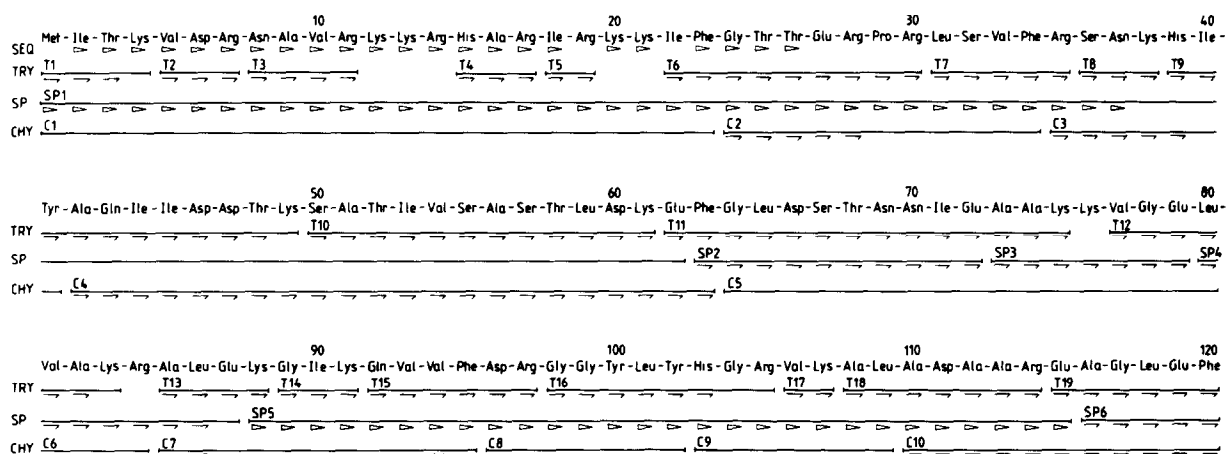 10 20 30 40
Met-Ile-Thr-Lys-Val-Asp-Arg-Asn-Ala-Val-Arg-Lys-Lys-Arg-His-Ala-Arg-Ile-Arg-Lys-Lys-Ile-Phe-Gly-Thr-Thr-Glu-Arg-Pro-Arg-Leu-Ser-Val-Phe-Arg-Ser-Asn-Lys-His-Ile-
SEQ
TRY T1 T2 T3 T4 T5 T6 T7 T8 T9
SP SP1
CHY C1 C2 C3
50 60 70 80
Tyr-Ala-Gln-Ile-Ile-Asp-Asp-Thr-Lys-Ser-Ala-Thr-Ile-Val-Ser-Ala-Ser-Thr-Leu-Asp-Lys-Glu-Phe-Gly-Leu-Asp-Ser-Thr-Asn-Asn-Ile-Glu-Ala-Ala-Lys-Lys-Val-Gly-Glu-Leu-
TRY T10 T11 T12
SP SP2 SP3 SP4
CHY C4 C5
90 100 110 120
Val-Ala-Lys-Arg-Ala-Leu-Glu-Lys-Gly-Ile-Lys-Gln-Val-Val-Phe-Asp-Arg-Gly-Gly-Tyr-Leu-Tyr-His-Gly-Arg-Val-Lys-Ala-Leu-Ala-Asp-Ala-Ala-Arg-Glu-Ala-Gly-Leu-Glu-Phe
TRY T13 T14 T15 T16 T17 T18 T19
SP SP5 SP6
CHY C6 C7 C8 C9 C10